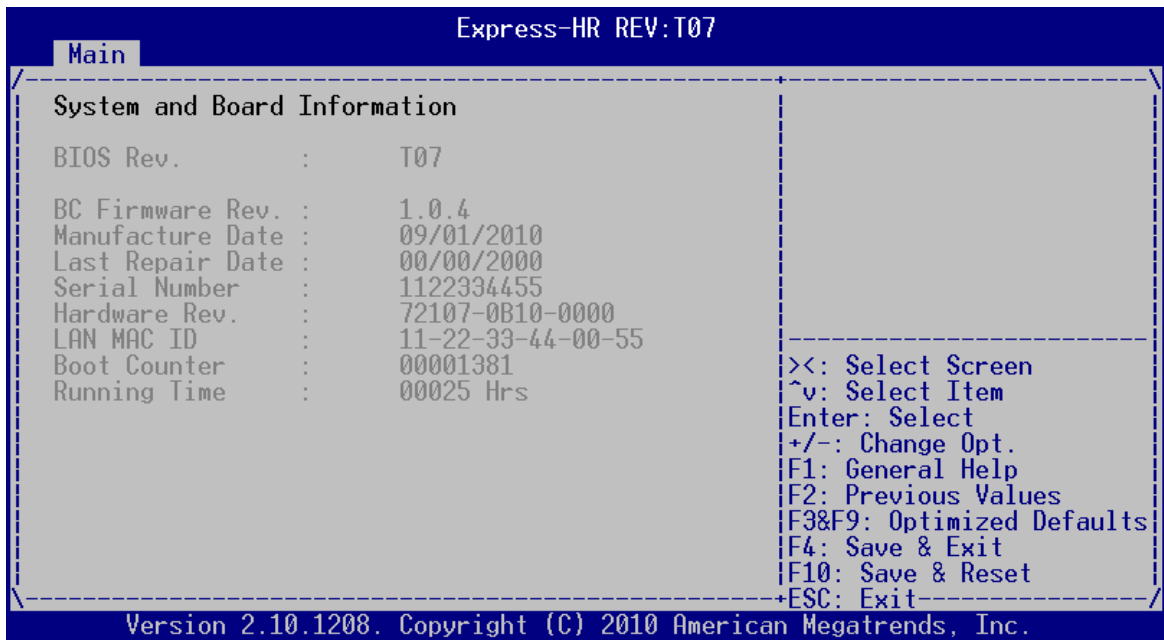 Express-HR REV:T07
Main
System and Board Information
BIOS Rev. : T07
BC Firmware Rev. : 1.0.4
Manufacture Date : 09/01/2010
Last Repair Date : 00/00/2000
Serial Number : 1122334455
Hardware Rev. : 72107-0B10-0000
LAN MAC ID : 11-22-33-44-00-55
Boot Counter : 00001381
Running Time : 00025 Hrs
><: Select Screen
^v: Select Item
Enter: Select
+/-: Change Opt.
F1: General Help
F2: Previous Values
F3&F9: Optimized Defaults
F4: Save & Exit
F10: Save & Reset
ESC: Exit
Version 2.10.1208. Copyright (C) 2010 American Megatrends, Inc.